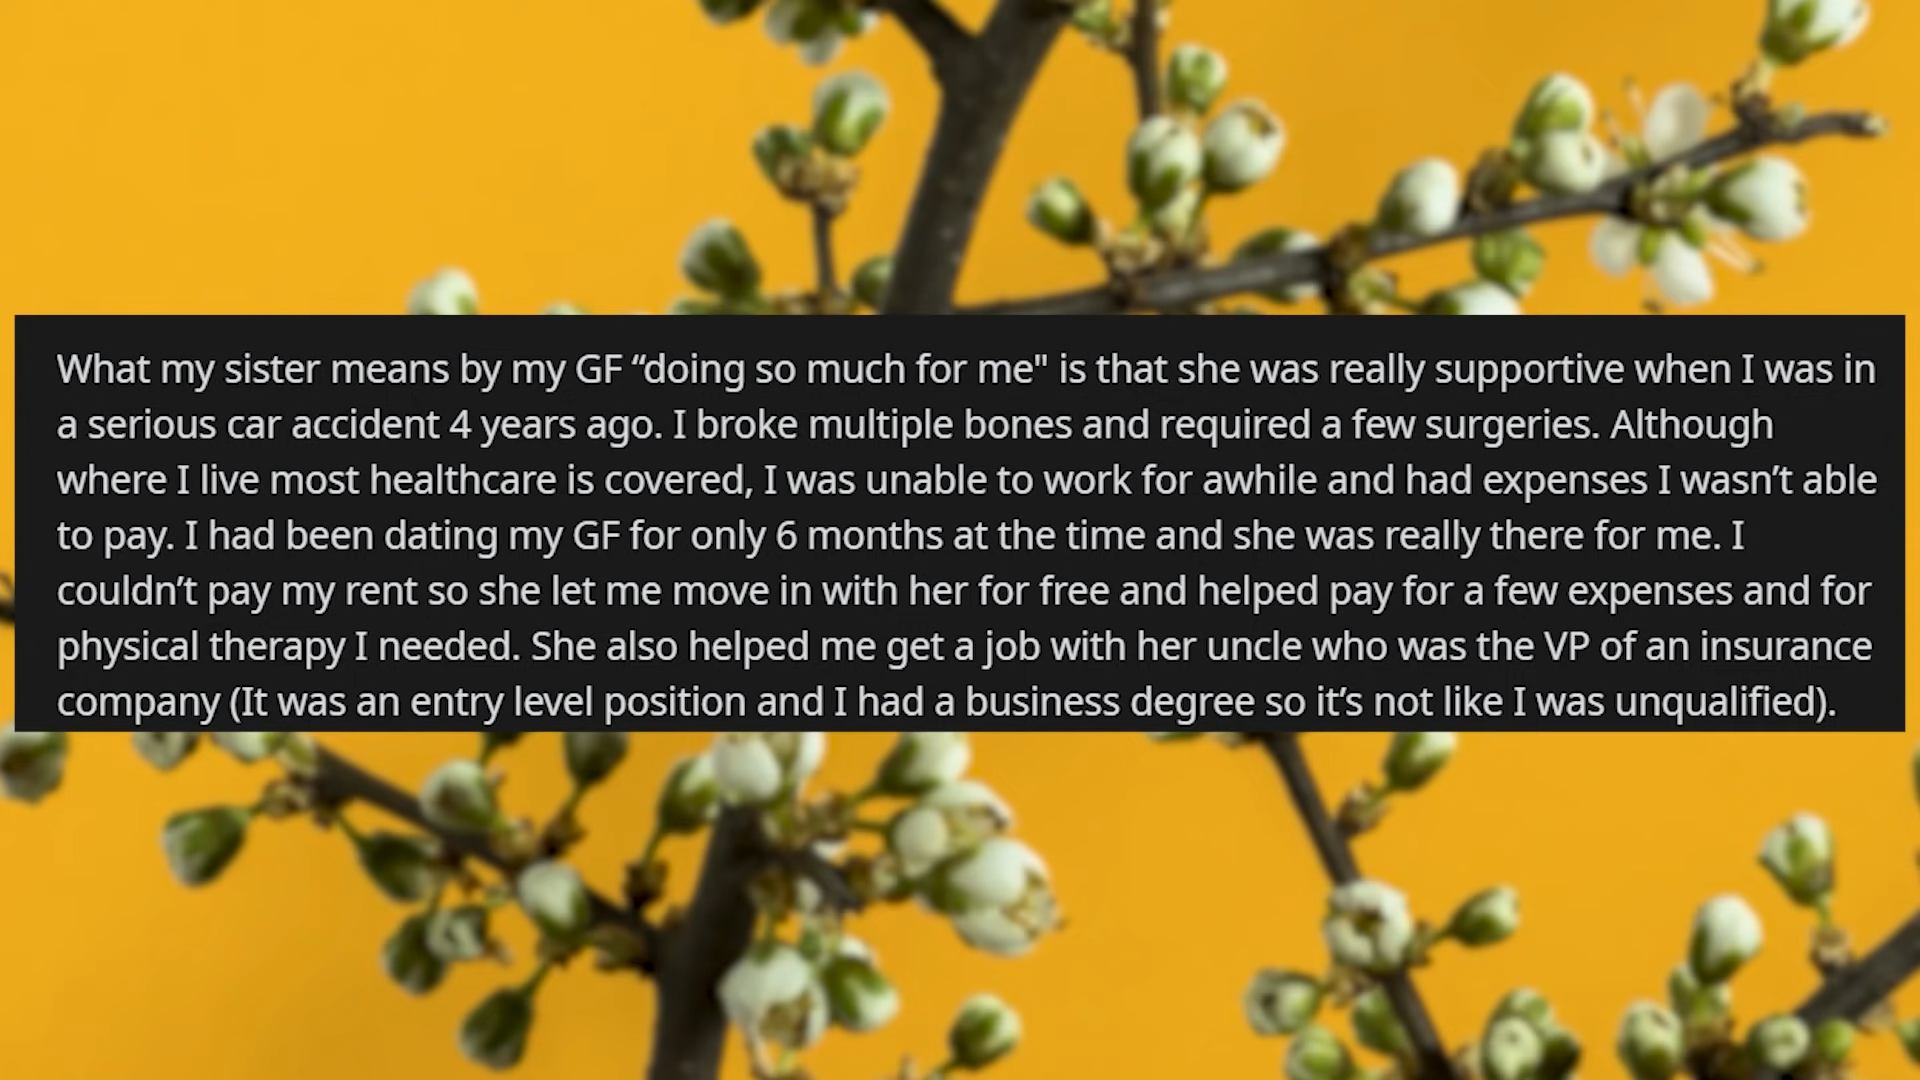 What my sister means by my GF “doing so much for me" is that she was really supportive when I was in
a serious car accident 4 years ago. I broke multiple bones and required a few surgeries. Although
where I live most healthcare is covered, I was unable to work for awhile and had expenses I wasn’t able
to pay. I had been dating my GF for only 6 months at the time and she was really there for me. I
couldn’t pay my rent so she let me move in with her for free and helped pay for a few expenses and for
physical therapy I needed. She also helped me get a job with her uncle who was the VP of an insurance
company (It was an entry level position and I had a business degree so it’s not like I was unqualified).